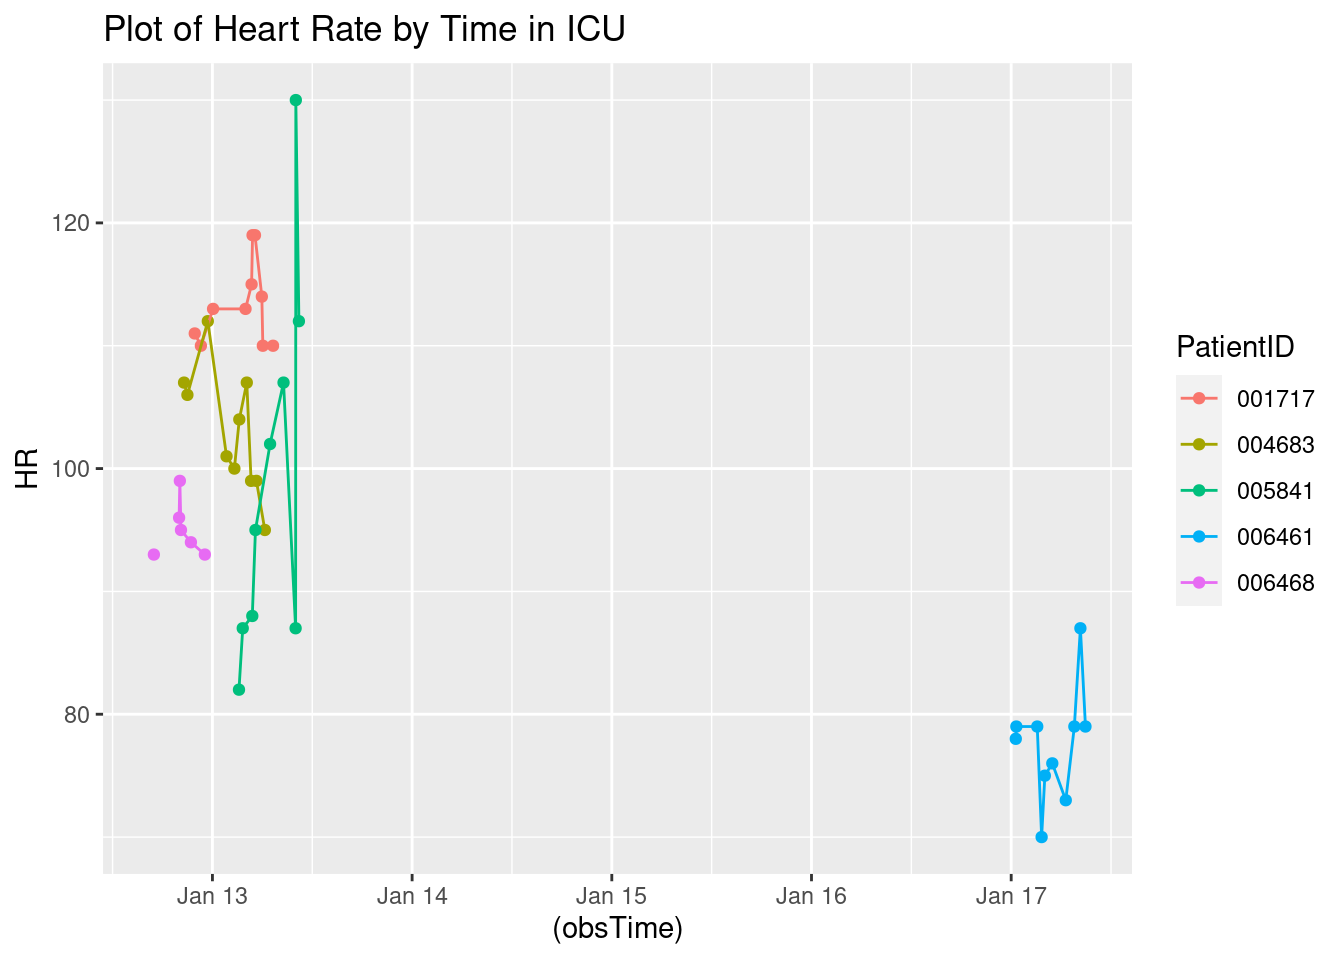 Plot of Heart Rate by Time in ICU
120
100
80
HR
Jan 13 Jan 14 Jan 15 Jan 16 Jan 17
(obsTime)
PatientID
001717
004683
005841
006461
006468